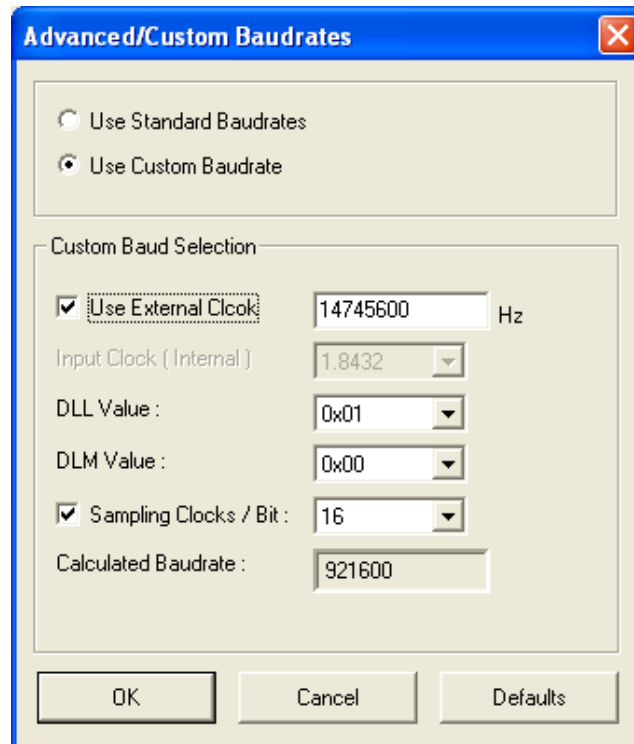 Advanced/Custom Baudrates
Use Standard Baudrates
Use Custom Baudrate
Custom Baud Selection
Use External Clcok 14745600 Hz
Input Clock ( Internal ) 1.8432
DLL Value : 0x01
DLM Value : 0x00
Sampling Clocks / Bit : 16
Calculated Baudrate : 921600
OK Cancel Defaults